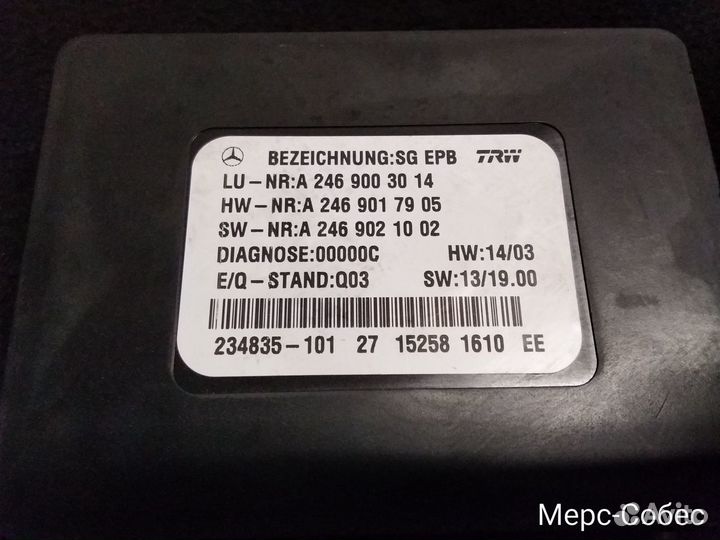 BEZEICHNUNG:SG EPB TRW
LU-NR:A 246 900 30 14
HW-NR:A 246 901 79 05
SW-NR:A 246 902 10 02
DIAGNOSE:00000C HW:14/03
E/Q-STAND:Q03 SW:13/19.00
234835-101 27 15258 1610 EE
Мерс-Собес
Avito